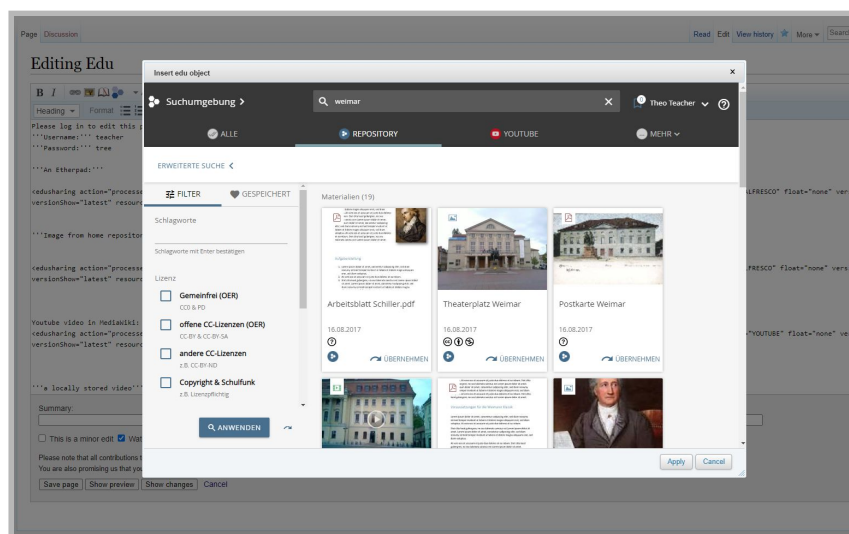 Page Discussion
Read Edit View history More Search
Editing Edu
B I
Heading Format
Please log in to edit this
'''Username:''' teacher
'''Password:''' tree
'''An Etherpad:'''
<edusharing action="processe
ALFRESCO" float="none" vers
versionShow="latest" resourc
'''Image from home repositor
<edusharing action="processe
LFRESCO" float="none" vers
versionShow="latest" resourc
Youtube video in MediaWiki:
<edusharing action="processe
"YOUTUBE" float="none" ver
versionShow="latest" resourc
'''a locally stored video'''
Summary:
This is a minor edit Wat
Please note that all contributions t
You are also promising us that you
Save page Show preview Show changes Cancel
Insert edu object x
Suchumgebung >
weimar
0 Theo Teacher
ALLE REPOSITORY YOUTUBE MEHR
ERWEITERTE SUCHE
FILTER GESPEICHERT
Schlagworte
Schlagworte mit Enter bestätigen
Lizenz
Gemeinfrei (OER)
CC0 & PD
offene CC-Lizenzen (OER)
CC-BY & CC-BY-SA
andere CC-Lizenzen
z.B. CC-BY-ND
Copyright & Schulfunk
z.B. Lizenzpflichtig
ANWENDEN
Materialien (19)
Arbeitsblatt Schiller.pdf
16.08.2017
ÜBERNEHMEN
Theaterplatz Weimar
16.08.2017
ÜBERNEHMEN
Postkarte Weimar
16.08.2017
ÜBERNEHMEN
Apply Cancel